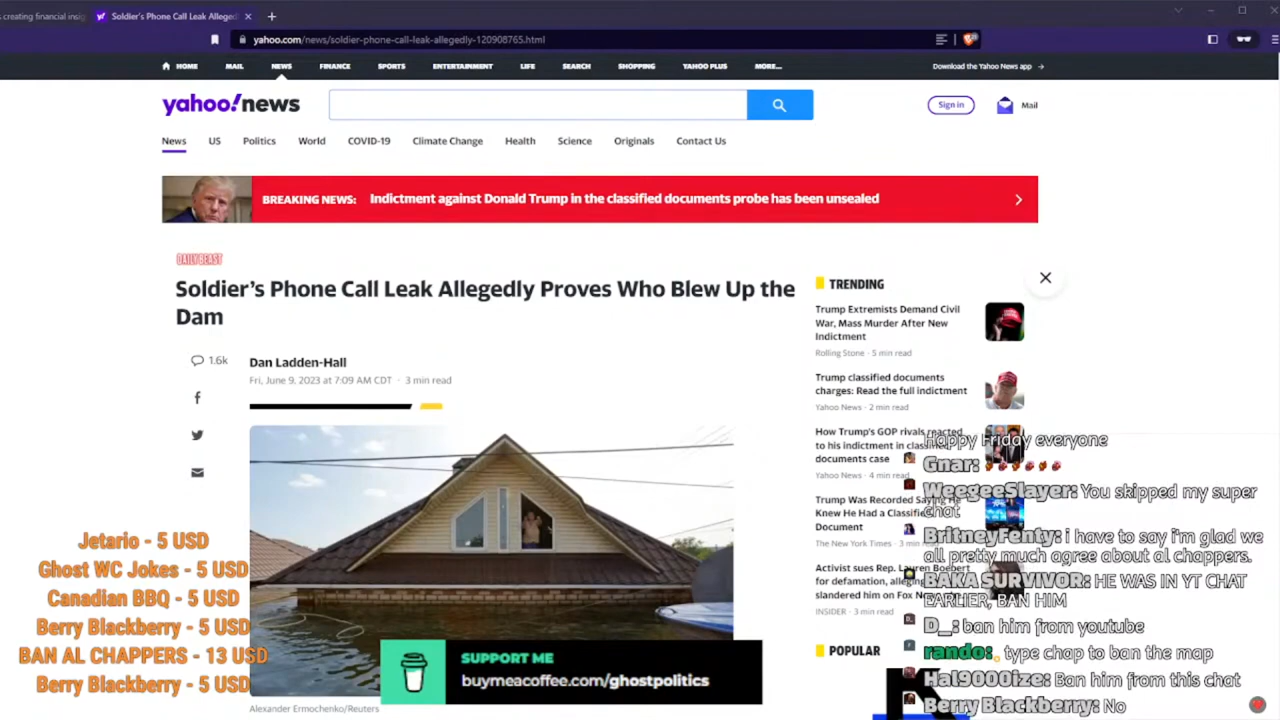 creating financial insig
Soldier's Phone Call Leak Alleged
yahoo.com/news/soldier-phone-call-leak-allegedly-120908765.html
HOME MAIL NEWS FINANCE SPORTS ENTERTAINMENT LIFE SEARCH SHOPPING YAHOO PLUS MORE...
Download the Yahoo News app
yahoo!news
Sign in
Mail
News US Politics World COVID-19 Climate Change Health Science Originals Contact Us
BREAKING NEWS: Indictment against Donald Trump in the classified documents probe has been unsealed
DAILY BEAST
Soldier's Phone Call Leak Allegedly Proves Who Blew Up the
Dam
1.6k
Dan Ladden-Hall
Fri, June 9, 2023 at 7:09 AM CDT · 3 min read
Alexander Ermochenko/Reuters
TRENDING
Trump Extremists Demand Civil
War, Mass Murder After New
Indictment
Rolling Stone · 5 min read
Trump classified documents
charges: Read the full indictment
Yahoo News · 2 min read
How Trump's GOP rivals reacted
to his indictment in classified
documents case
Yahoo News · 4 min read
Trump Was Recorded Saying He
Knew He Had a Classified
Document
The New York Times · 3 min read
Activist sues Rep. Lauren Boebert
for defamation, alleging
slandered him on Fox N
INSIDER · 3 min read
POPULAR
Jetario - 5 USD
Ghost WC Jokes - 5 USD
Canadian BBQ - 5 USD
Berry Blackberry - 5 USD
BAN AL CHAPPERS - 13 USD
Berry Blackberry - 5 USD
SUPPORT ME
buymeacoffee.com/ghostpolitics
Happy Friday everyone
Gnar:
WeegeeSlayer: You skipped my super
chat
BritneyFenty: i have to say i'm glad we
all pretty much agree about al chappers.
BAKA SURVIVOR: HE WAS IN YT CHAT
EARLIER, BAN HIM
D_: ban him from youtube
rando: type chap to ban the map
Hal9000ize: Ban him from this chat
Berry Blackberry: No